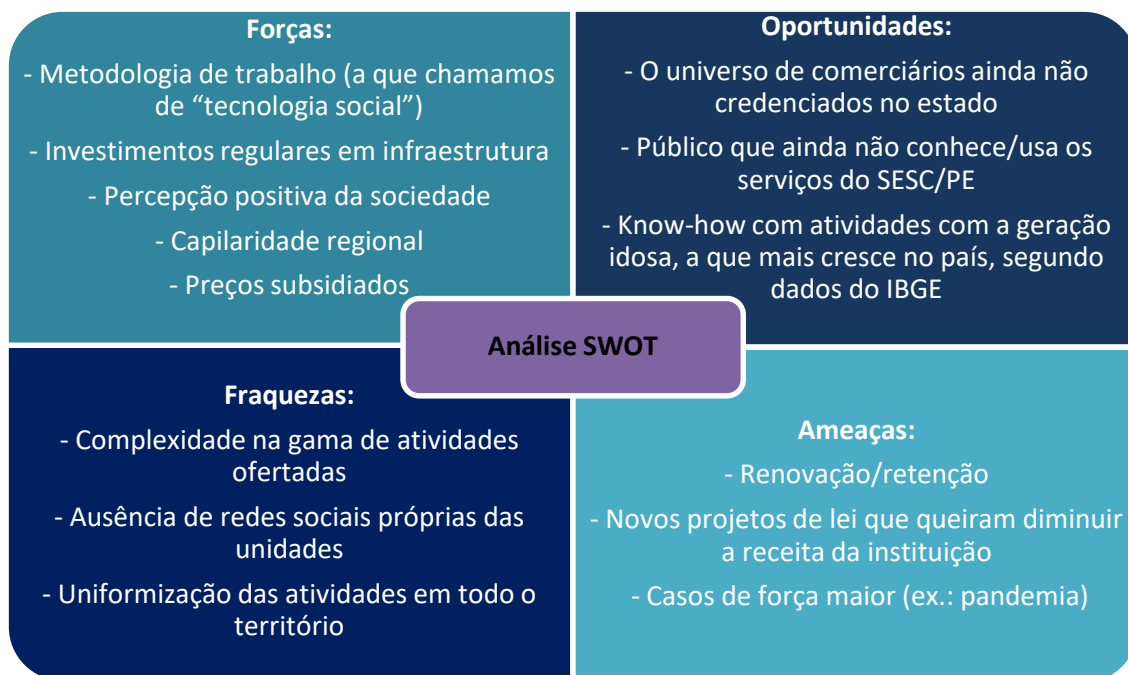 Forças:
- Metodologia de trabalho (a que chamamos
de “tecnologia social”)
- Investimentos regulares em infraestrutura
- Percepção positiva da sociedade
- Capilaridade regional
- Preços subsidiados
Oportunidades:
- O universo de comerciários ainda não
credenciados no estado
- Público que ainda não conhece/usa os
serviços do SESC/PE
- Know-how com atividades com a geração
idosa, a que mais cresce no país, segundo
dados do IBGE
Análise SWOT
Fraquezas:
- Complexidade na gama de atividades
ofertadas
- Ausência de redes sociais próprias das
unidades
- Uniformização das atividades em todo o
território
Ameaças:
- Renovação/retenção
- Novos projetos de lei que queiram diminuir
a receita da instituição
- Casos de força maior (ex.: pandemia)